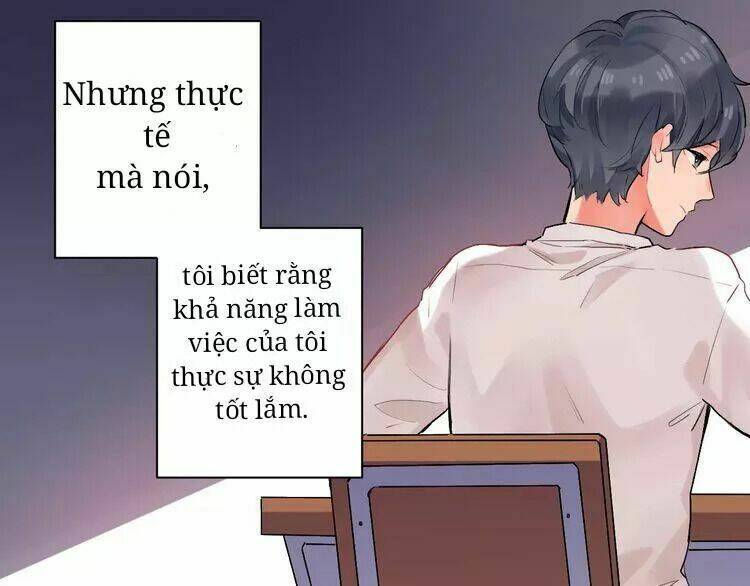 Nhưng thực
tế
mà nói,
tôi biết rằng
khả năng làm
việc của tôi
thực sự không
tốt lắm.